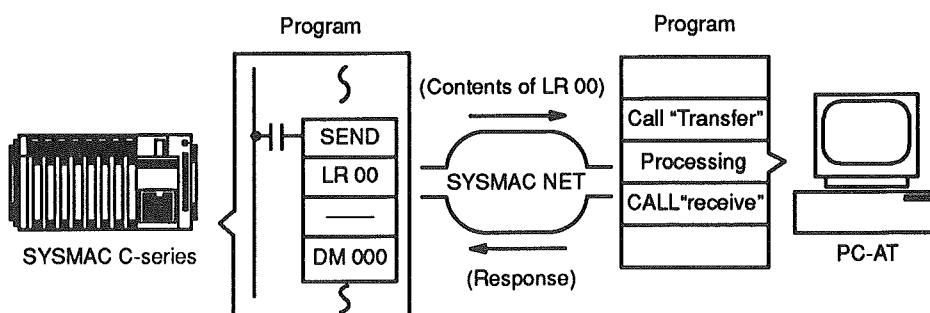 Program
Program
(Contents of LR 00)
SEND
LR 00
DM 000
SYSMAC NET
(Response)
Call “Transfer”
Processing
CALL“receive”
SYSMAC C-series
PC-AT